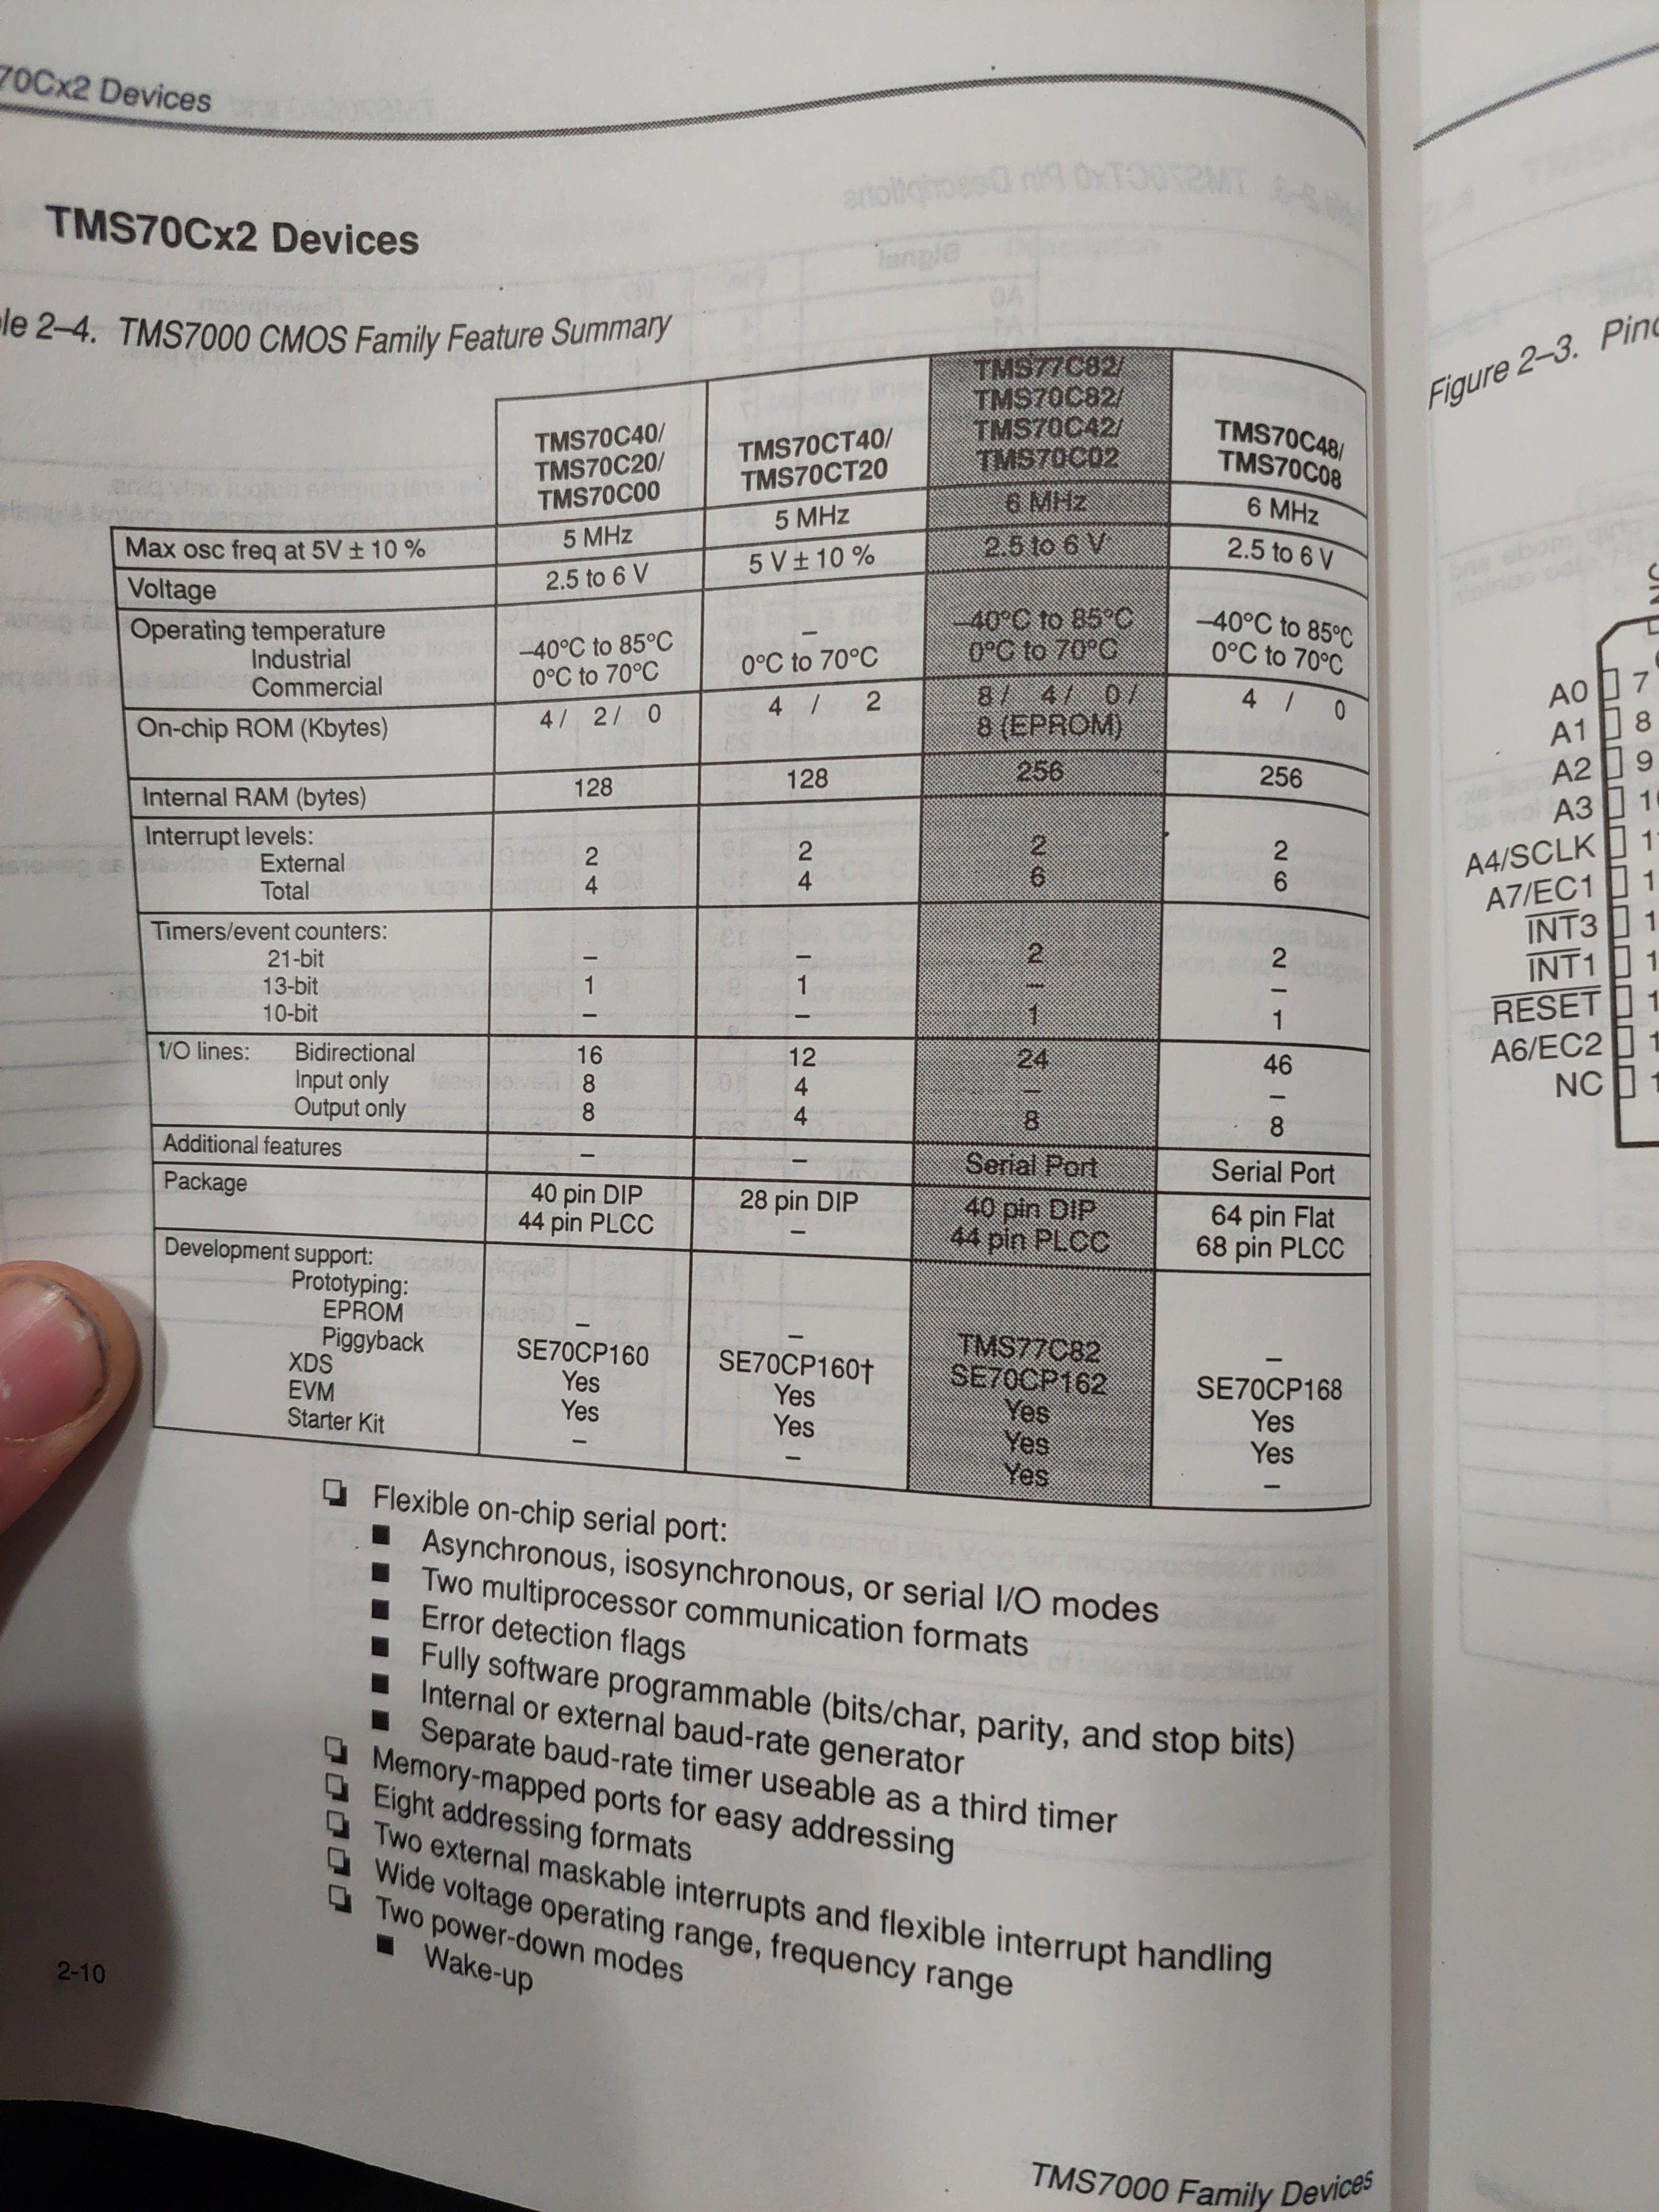 70Cx2 Devices
TMS70Cx2 Devices
le 2–4. TMS7000 CMOS Family Feature Summary
TMS70C40/ TMS70C20/ TMS70C00
TMS70CT40/ TMS70CT20
TMS77C82/ TMS70C82/ TMS70C42/ TMS70C02
TMS70C48/ TMS70C08
Max osc freq at 5V ± 10 % 5 MHz 5 MHz 6 MHz 6 MHz
Voltage 2.5 to 6 V 5 V ± 10 % 2.5 to 6 V 2.5 to 6 V
Operating temperature
Industrial –40°C to 85°C – –40°C to 85°C –40°C to 85°C
Commercial 0°C to 70°C 0°C to 70°C 0°C to 70°C 0°C to 70°C
On-chip ROM (Kbytes) 4 / 2 / 0 4 / 2 8 / 4 / 0 / 8 (EPROM) 4 / 0
Internal RAM (bytes) 128 128 256 256
Interrupt levels:
External 2 2 2 2
Total 4 4 6 6
Timers/event counters:
21-bit – – 2 2
13-bit 1 1 – –
10-bit – – 1 1
I/O lines: Bidirectional 16 12 24 46
Input only 8 4 – –
Output only 8 4 8 8
Additional features – – Serial Port Serial Port
Package 40 pin DIP 28 pin DIP 40 pin DIP 64 pin Flat
44 pin PLCC – 44 pin PLCC 68 pin PLCC
Development support:
Prototyping:
EPROM – – TMS77C82 –
Piggyback SE70CP160 SE70CP160† SE70CP162 SE70CP168
XDS Yes Yes Yes Yes
EVM Yes Yes Yes Yes
Starter Kit – – Yes –
❑ Flexible on-chip serial port:
■ Asynchronous, isosynchronous, or serial I/O modes
■ Two multiprocessor communication formats
■ Error detection flags
■ Fully software programmable (bits/char, parity, and stop bits)
■ Internal or external baud-rate generator
■ Separate baud-rate timer useable as a third timer
❑ Memory-mapped ports for easy addressing
❑ Eight addressing formats
❑ Two external maskable interrupts and flexible interrupt handling
❑ Wide voltage operating range, frequency range
❑ Two power-down modes
■ Wake-up
2-10
TMS7000 Family Devices
Figure 2–3. Pin
A0 7
A1 8
A2 9
A3
A4/SCLK
A7/EC1
INT3
INT1
RESET
A6/EC2
NC